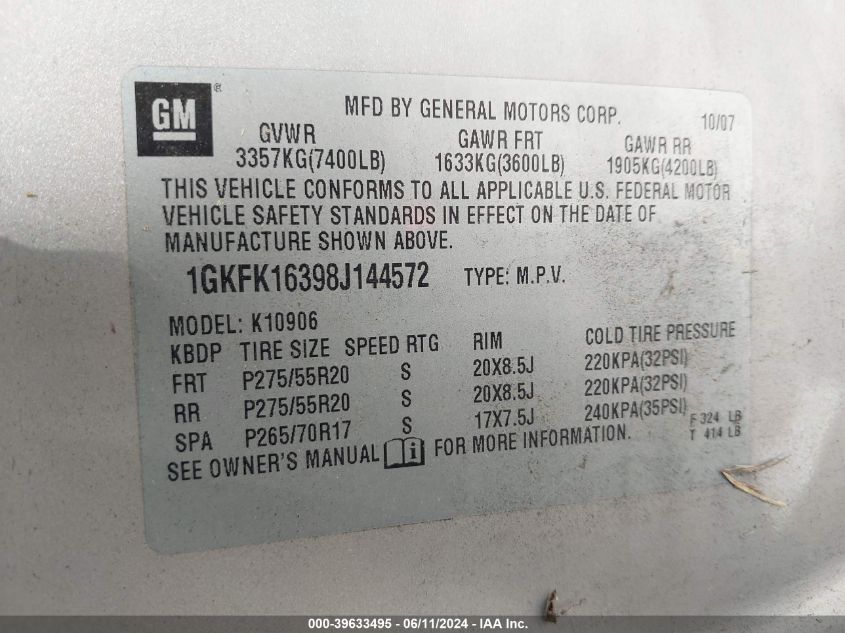 GM ®
MFD BY GENERAL MOTORS CORP. 10/07
GVWR GAWR FRT GAWR RR
3357KG(7400LB) 1633KG(3600LB) 1905KG(4200LB)
THIS VEHICLE CONFORMS TO ALL APPLICABLE U.S. FEDERAL MOTOR
VEHICLE SAFETY STANDARDS IN EFFECT ON THE DATE OF
MANUFACTURE SHOWN ABOVE.
1GKFK16398J144572 TYPE: M.P.V.
MODEL: K10906
KBDP TIRE SIZE SPEED RTG RIM COLD TIRE PRESSURE
FRT P275/55R20 S 20X8.5J 220KPA(32PSI)
RR P275/55R20 S 20X8.5J 220KPA(32PSI)
SPA P265/70R17 S 17X7.5J 240KPA(35PSI)
F 324 LB
T 414 LB
SEE OWNER'S MANUAL i FOR MORE INFORMATION.
000-39633495 - 06/11/2024 - IAA Inc.